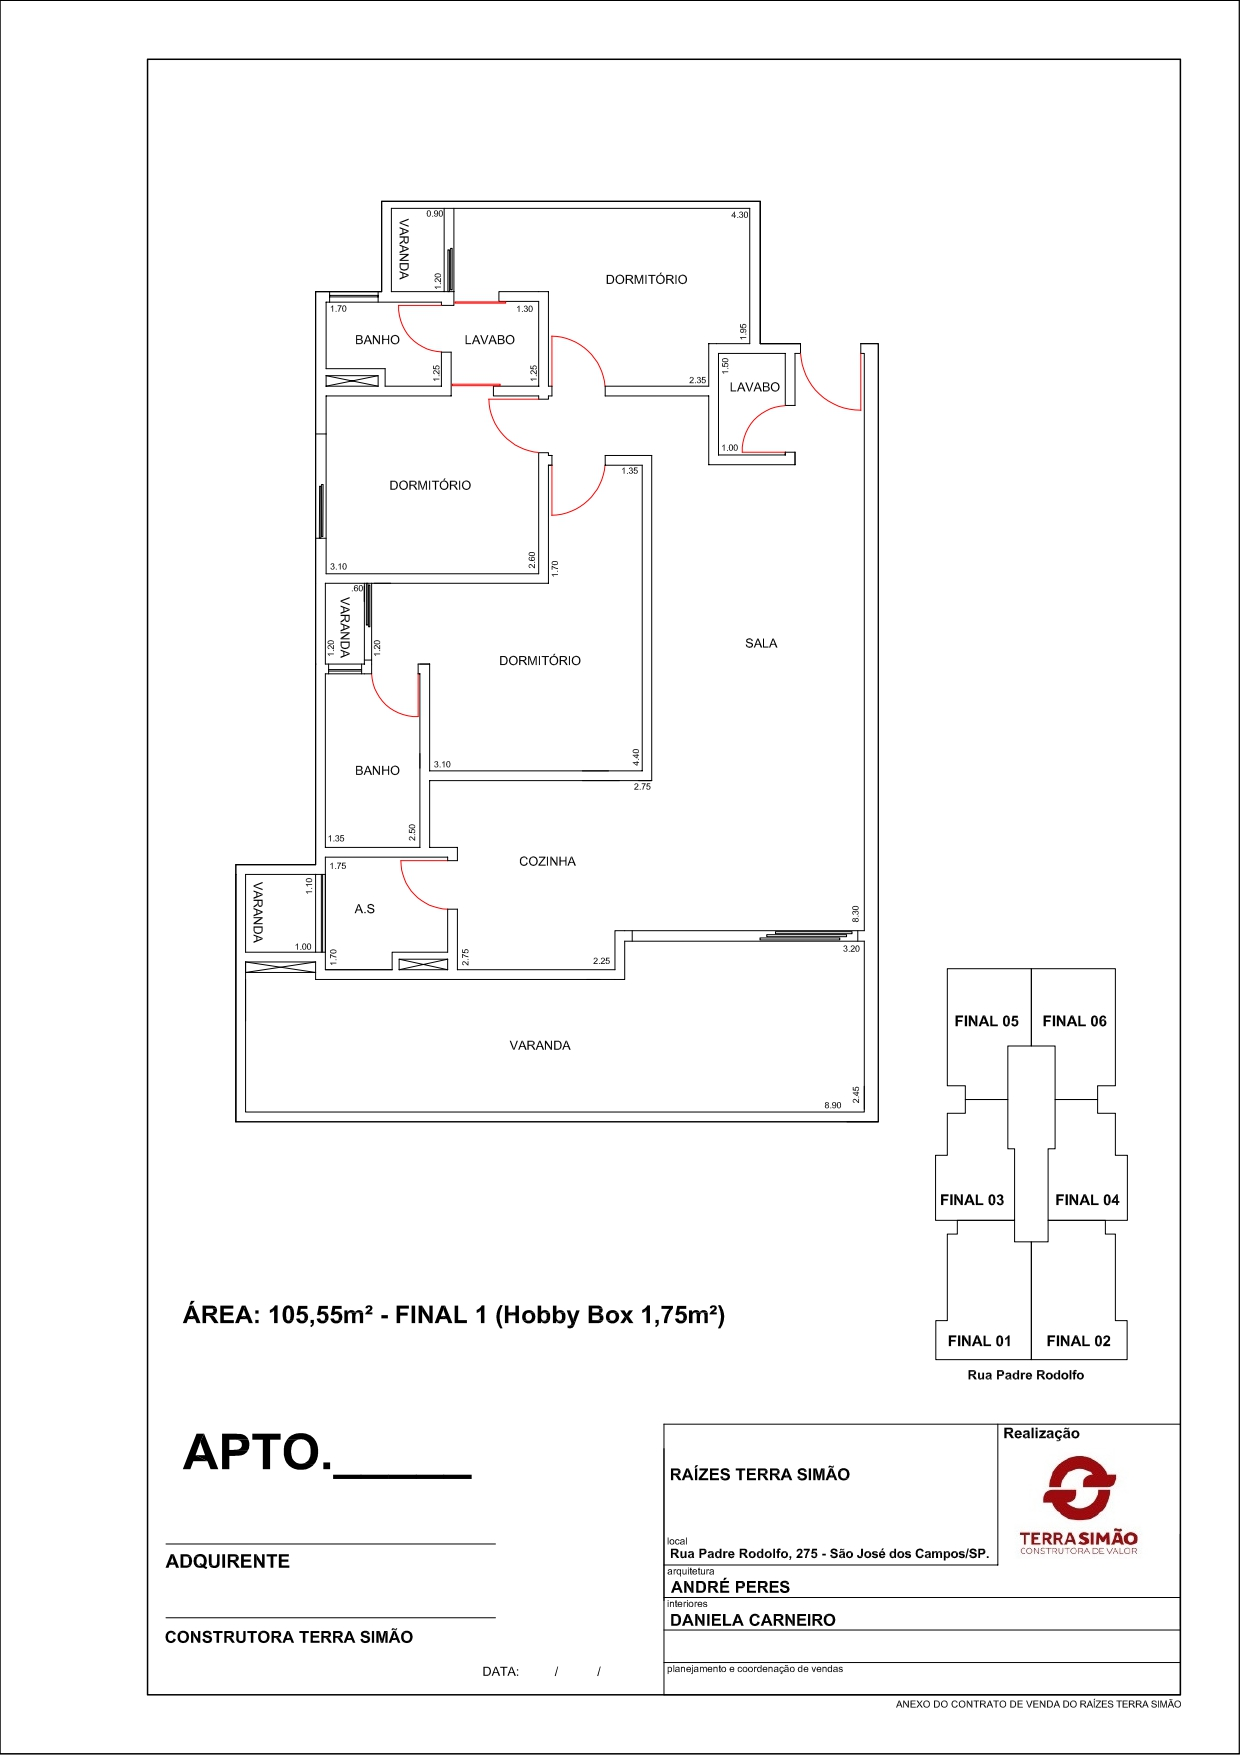 0.90
4.30
VARANDA
1.20
DORMITÓRIO
1.70
1.30
1.95
BANHO
LAVABO
1.25
1.25
2.35
1.50
LAVABO
1.00
1.35
DORMITÓRIO
3.10
2.60
1.70
.60
VARANDA
1.20
1.20
DORMITÓRIO
SALA
3.10
4.40
2.75
BANHO
1.35
2.50
COZINHA
1.75
VARANDA
1.10
A.S
1.00
1.70
2.75
2.25
8.30
3.20
VARANDA
8.90
2.45
FINAL 05
FINAL 06
FINAL 03
FINAL 04
FINAL 01
FINAL 02
Rua Padre Rodolfo
ÁREA: 105,55m² - FINAL 1 (Hobby Box 1,75m²)
APTO.______
ADQUIRENTE
CONSTRUTORA TERRA SIMÃO
DATA: / /
RAÍZES TERRA SIMÃO
local
Rua Padre Rodolfo, 275 - São José dos Campos/SP.
Realização
TERRA SIMÃO
CONSTRUTORA DE VALOR
arquitetura
ANDRÉ PERES
interiores
DANIELA CARNEIRO
planejamento e coordenação de vendas
ANEXO DO CONTRATO DE VENDA DO RAÍZES TERRA SIMÃO